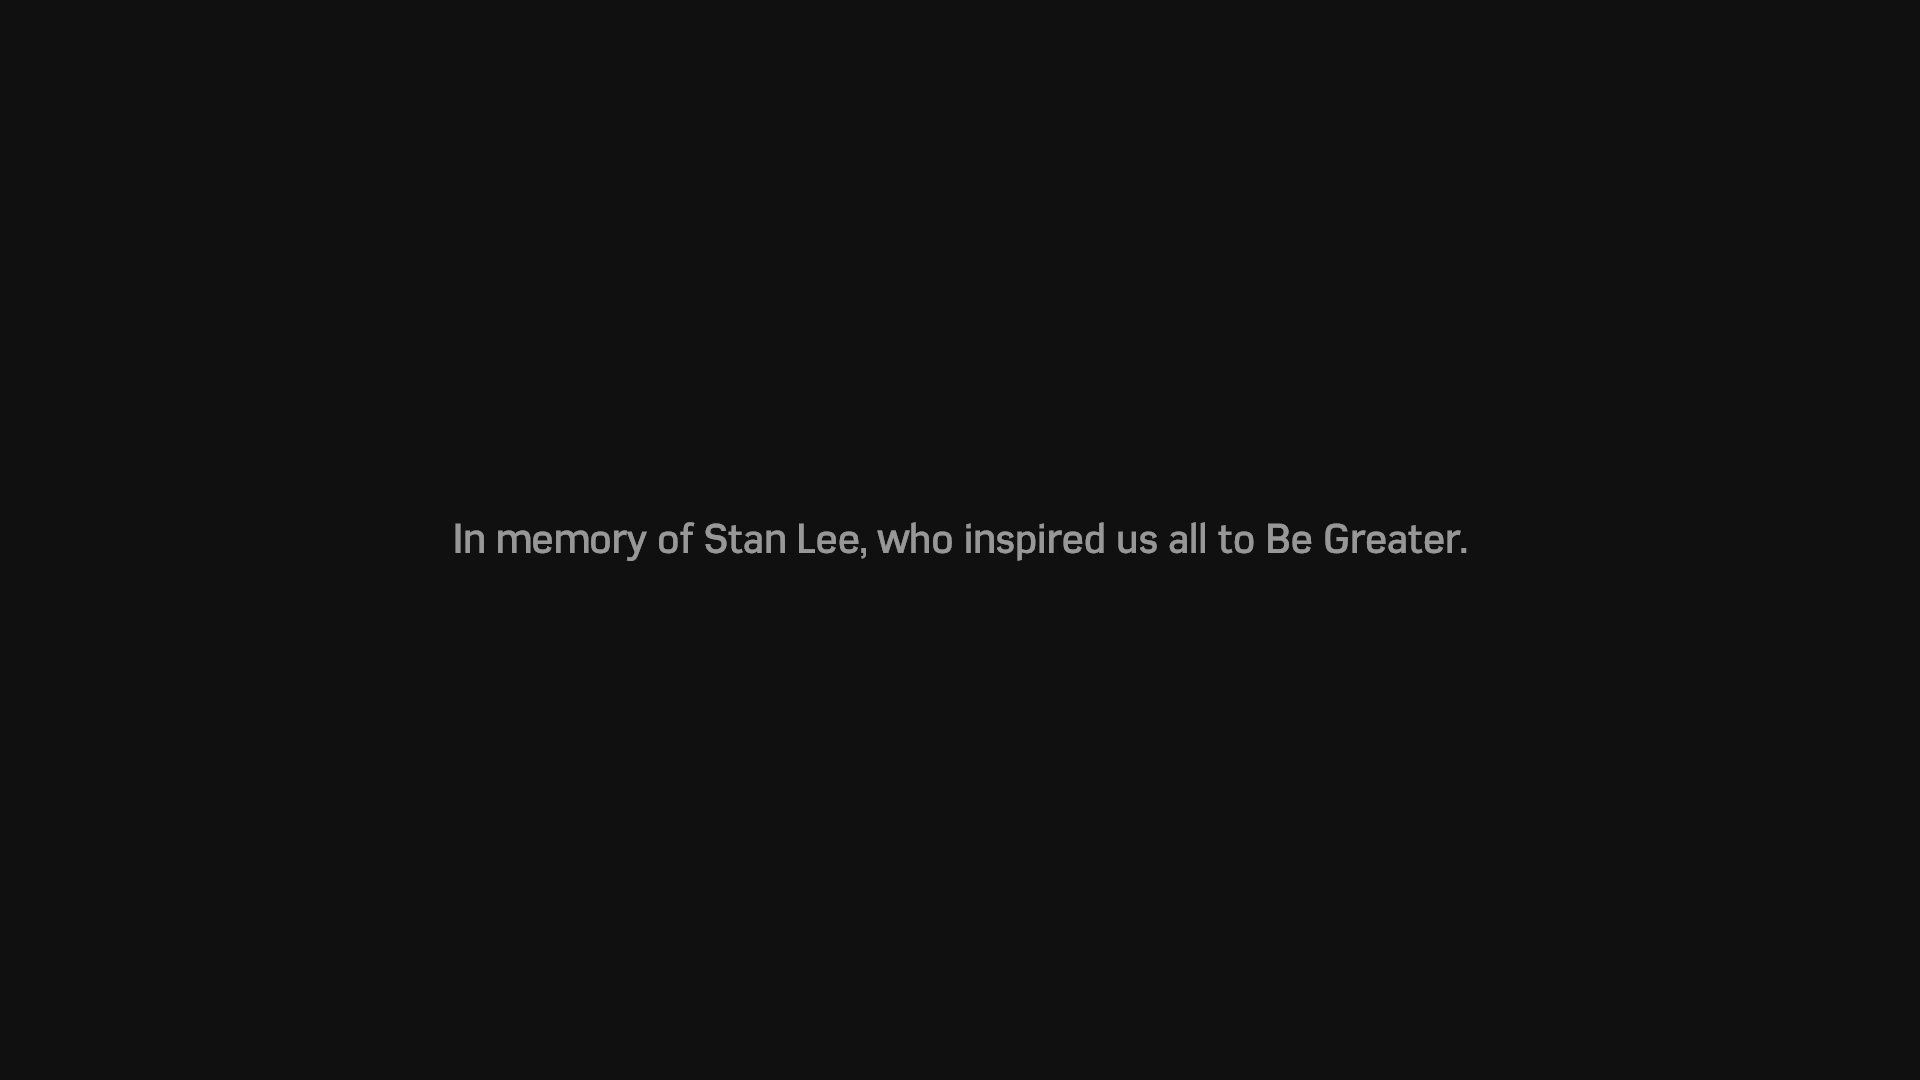 In memory of Stan Lee, who inspired us all to Be Greater.